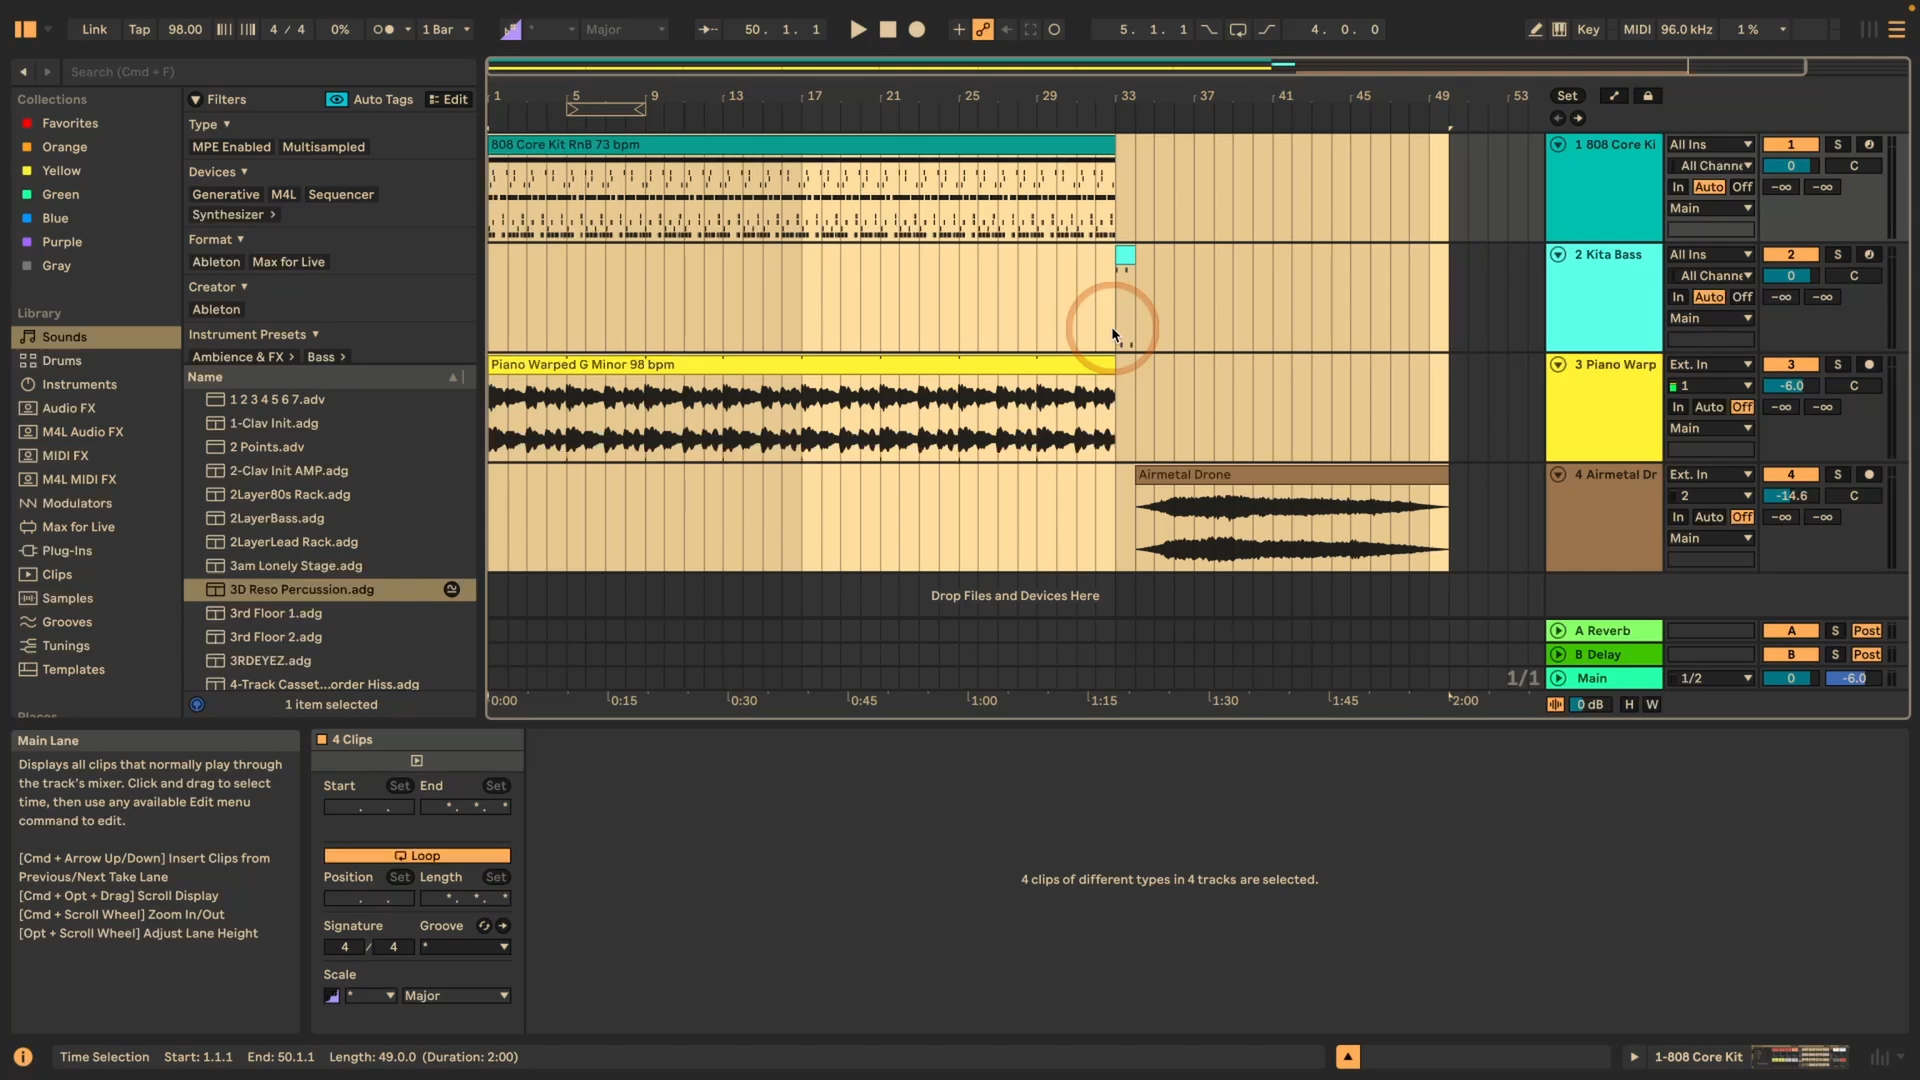 Link Tap 98.00 4 / 4 0% 1 Bar * Major 50. 1. 1 5. 1. 1 4. 0. 0 Key MIDI 96.0 kHz 1 %
Search (Cmd + F)
Collections
Favorites
Orange
Yellow
Green
Blue
Purple
Gray
Library
Sounds
Drums
Instruments
Audio FX
M4L Audio FX
MIDI FX
M4L MIDI FX
Modulators
Max for Live
Plug-Ins
Clips
Samples
Grooves
Tunings
Templates
Filters Auto Tags Edit
Type
MPE Enabled Multisampled
Devices
Generative M4L Sequencer
Synthesizer >
Format
Ableton Max for Live
Creator
Ableton
Instrument Presets
Ambience & FX > Bass >
Name
1 2 3 4 5 6 7.adv
1-Clav Init.adg
2 Points.adv
2-Clav Init AMP.adg
2Layer80s Rack.adg
2LayerBass.adg
2LayerLead Rack.adg
3am Lonely Stage.adg
3D Reso Percussion.adg
3rd Floor 1.adg
3rd Floor 2.adg
3RDEYEZ.adg
4-Track Casset...order Hiss.adg
1 item selected
1 5 9 13 17 21 25 29 33 37 41 45 49 53
Set
808 Core Kit RnB 73 bpm
Piano Warped G Minor 98 bpm
Airmetal Drone
Drop Files and Devices Here
1/1
0:00 0:15 0:30 0:45 1:00 1:15 1:30 1:45 2:00
1 808 Core Ki All Ins 1 S
All Channe 0 C
In Auto Off -∞ -∞
Main
2 Kita Bass All Ins 2 S
All Channe 0 C
In Auto Off -∞ -∞
Main
3 Piano Warp Ext. In 3 S
1 -6.0 C
In Auto Off -∞ -∞
Main
4 Airmetal Dr Ext. In 4 S
2 -14.6 C
In Auto Off -∞ -∞
Main
A Reverb A S Post
B Delay B S Post
Main 1/2 0 -6.0
0 dB H W
Main Lane
Displays all clips that normally play through
the track's mixer. Click and drag to select
time, then use any available Edit menu
command to edit.
[Cmd + Arrow Up/Down] Insert Clips from
Previous/Next Take Lane
[Cmd + Opt + Drag] Scroll Display
[Cmd + Scroll Wheel] Zoom In/Out
[Opt + Scroll Wheel] Adjust Lane Height
4 Clips
Start Set End Set
. . *. *. *
Loop
Position Set Length Set
. . *. *. *
Signature Groove
4 / 4 *
Scale
* Major
4 clips of different types in 4 tracks are selected.
Time Selection Start: 1.1.1 End: 50.1.1 Length: 49.0.0 (Duration: 2:00)
1-808 Core Kit